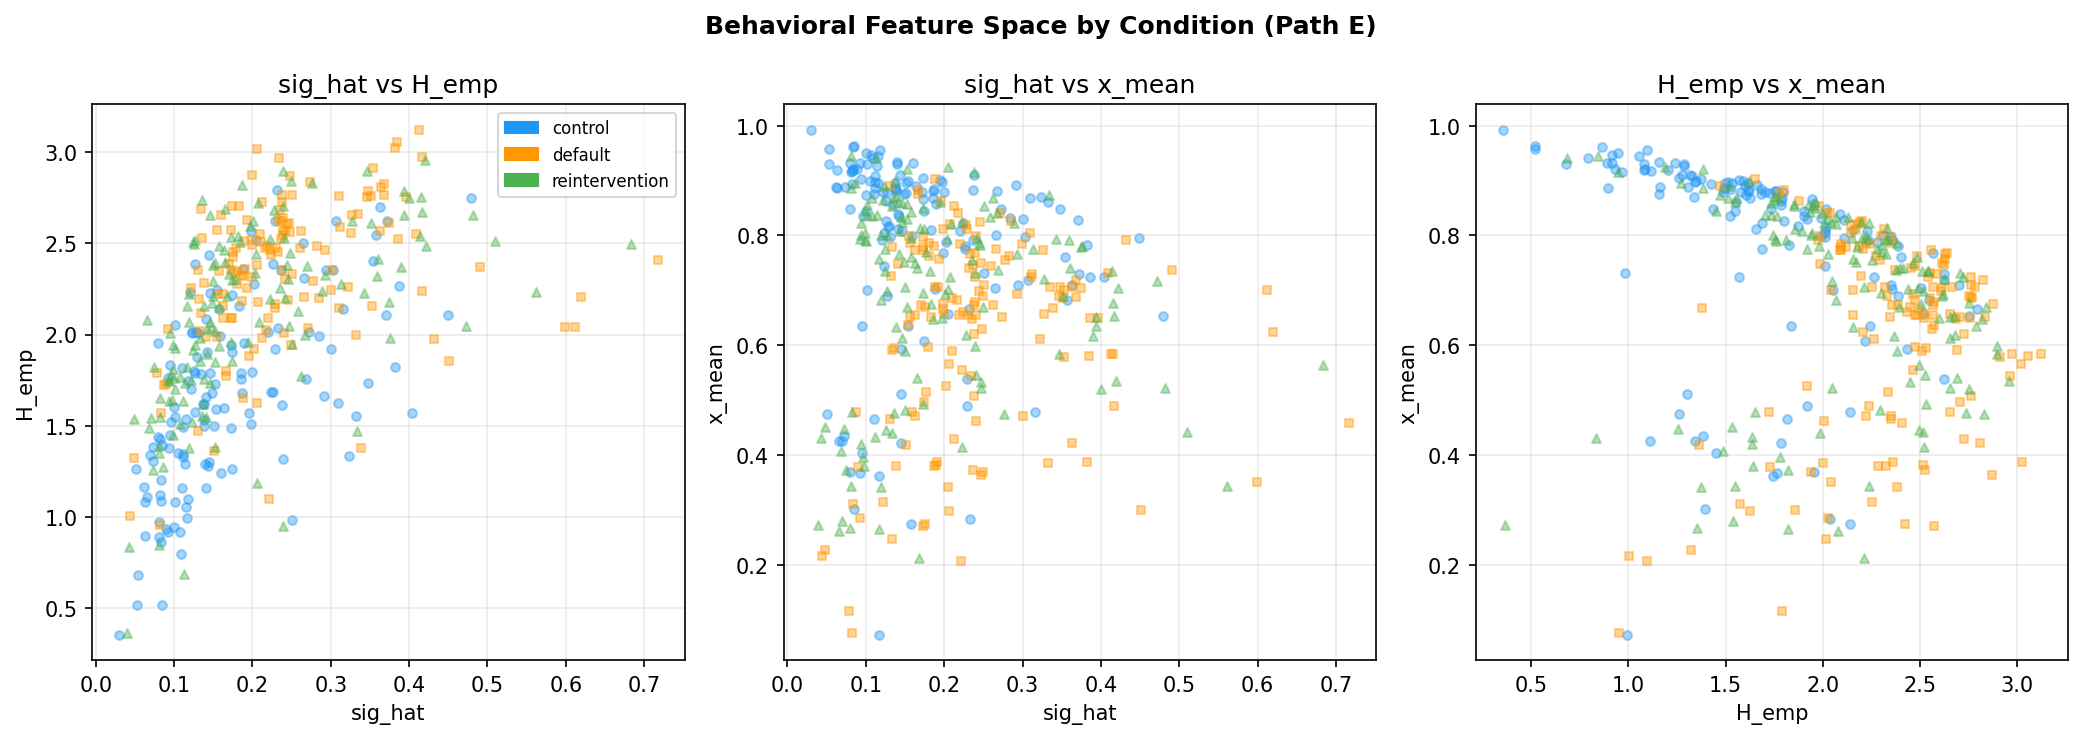 Behavioral Feature Space by Condition (Path E)
sig_hat vs H_emp
sig_hat vs x_mean
H_emp vs x_mean
control
default
reintervention
H_emp
3.0
2.5
2.0
1.5
1.0
0.5
0.0 0.1 0.2 0.3 0.4 0.5 0.6 0.7
sig_hat
x_mean
1.0
0.8
0.6
0.4
0.2
0.0 0.1 0.2 0.3 0.4 0.5 0.6 0.7
sig_hat
x_mean
1.0
0.8
0.6
0.4
0.2
0.5 1.0 1.5 2.0 2.5 3.0
H_emp